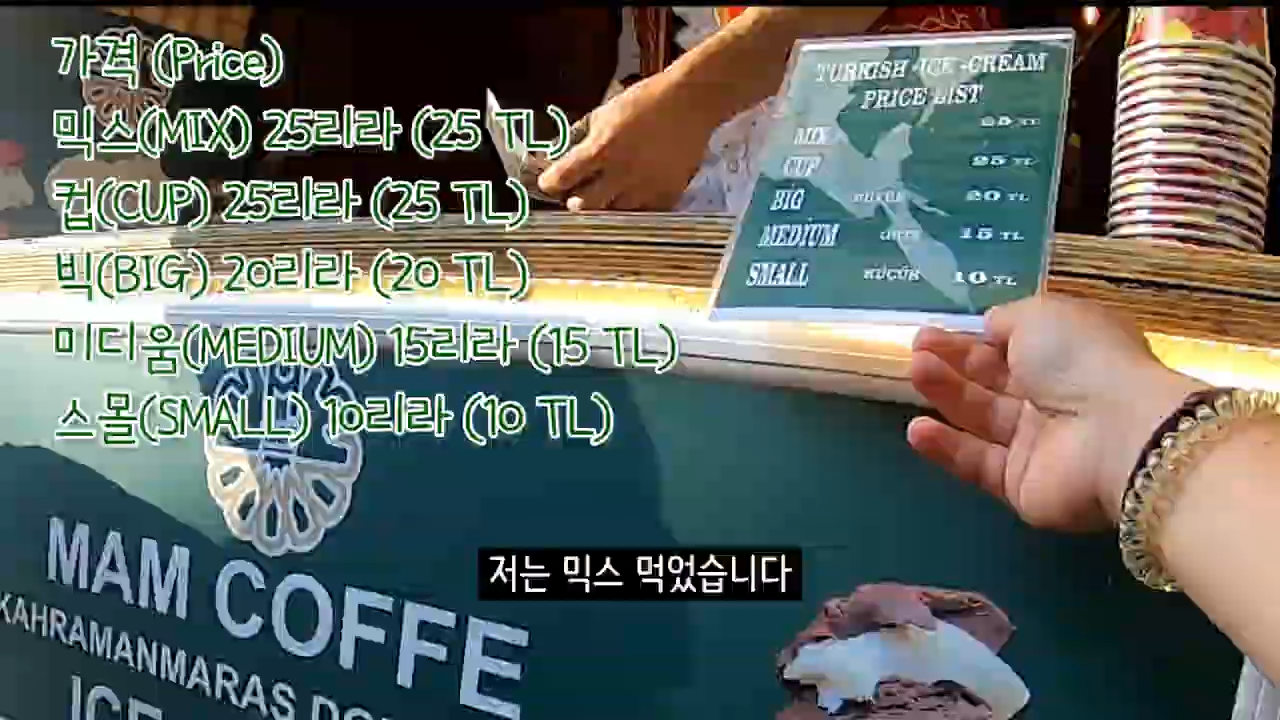 가격 (Price)
믹스(MIX) 25리라 (25 TL)
컵(CUP) 25리라 (25 TL)
빅(BIG) 20리라 (20 TL)
미디움(MEDIUM) 15리라 (15 TL)
스몰(SMALL) 10리라 (10 TL)
TURKISH -ICE -CREAM
PRICE LIST
MIX 25 TL
CUP 25 TL
BIG 20 TL
MEDIUM 15 TL
SMALL KÜÇÜK 10 TL
저는 믹스 먹었습니다
MAM COFFE
KAHRAMANMARAS
ICE